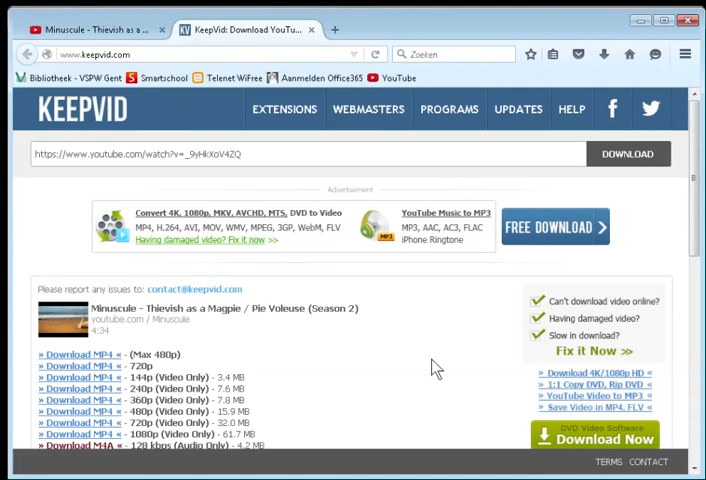 Minuscule - Thievish as a ... × KeepVid: Download YouTu... × +
www.keepvid.com Zoeken
Bibliotheek - VSPW Gent Smartschool Telenet WiFree Aanmelden Office365 YouTube
KEEPVID EXTENSIONS WEBMASTERS PROGRAMS UPDATES HELP
https://www.youtube.com/watch?v=_9yHkXoV4ZQ DOWNLOAD
Advertisement
Convert 4K, 1080p, MKV, AVCHD, MTS, DVD to Video
MP4, H.264, AVI, MOV, WMV, MPEG, 3GP, WebM, FLV
Having damaged video? Fix it now >>
MP3
YouTube Music to MP3
MP3, AAC, AC3, FLAC
iPhone Ringtone
FREE DOWNLOAD
Please report any issues to: contact@keepvid.com
Minuscule - Thievish as a Magpie / Pie Voleuse (Season 2)
youtube.com / Minuscule
4:34
» Download MP4 « - (Max 480p)
» Download MP4 « - 720p
» Download MP4 « - 144p (Video Only) - 3.4 MB
» Download MP4 « - 240p (Video Only) - 7.6 MB
» Download MP4 « - 360p (Video Only) - 7.8 MB
» Download MP4 « - 480p (Video Only) - 15.9 MB
» Download MP4 « - 720p (Video Only) - 32.0 MB
» Download MP4 « - 1080p (Video Only) - 61.7 MB
» Download M4A « - 128 kbps (Audio Only) - 4.2 MB
Can't download video online?
Having damaged video?
Slow in download?
Fix it Now >>
» Download 4K/1080p HD «
» 1:1 Copy DVD, Rip DVD «
» YouTube Video to MP3 «
» Save Video in MP4, FLV «
DVD Video Software
Download Now
TERMS CONTACT